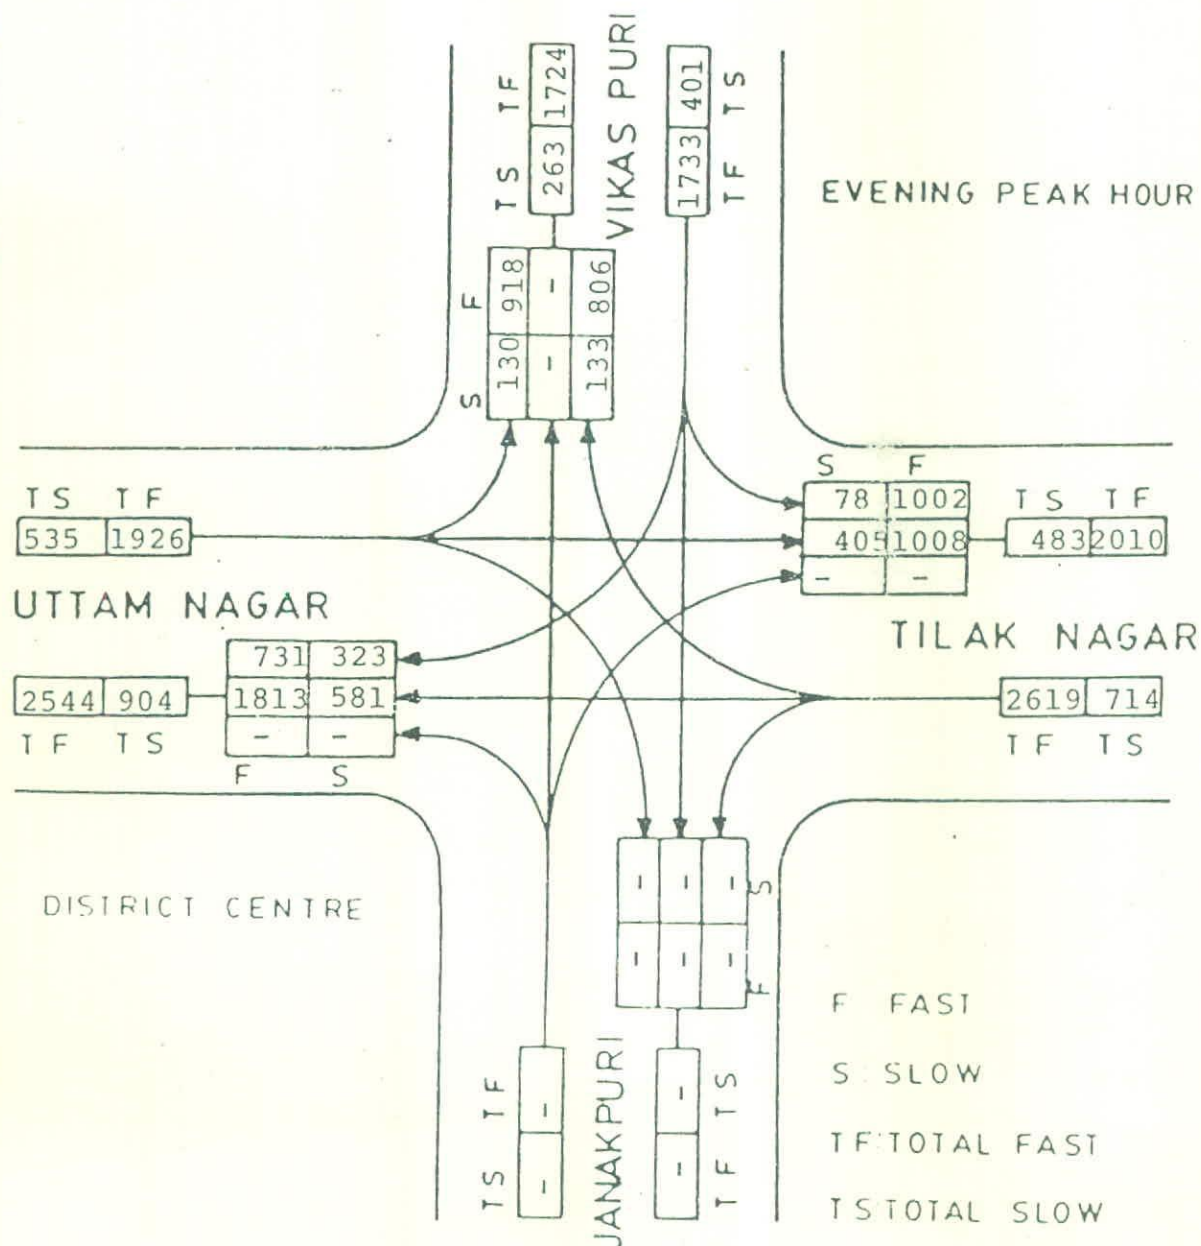 TS TF
263 1724
VIKAS PURI
1733 401
TF TS
EVENING PEAK HOUR
S F
130 918
- -
133 806
TS TF
535 1926
S F
78 1002
405 1008
- -
TS TF
483 2010
UTTAM NAGAR
TILAK NAGAR
731 323
1813 581
- -
F S
2544 904
TF TS
2619 714
TF TS
DISTRICT CENTRE
- - -
S
- - -
F
F FAST
S : SLOW
TF : TOTAL FAST
TS TOTAL SLOW
TS TF
- -
JANAKPURI
- -
TF TS